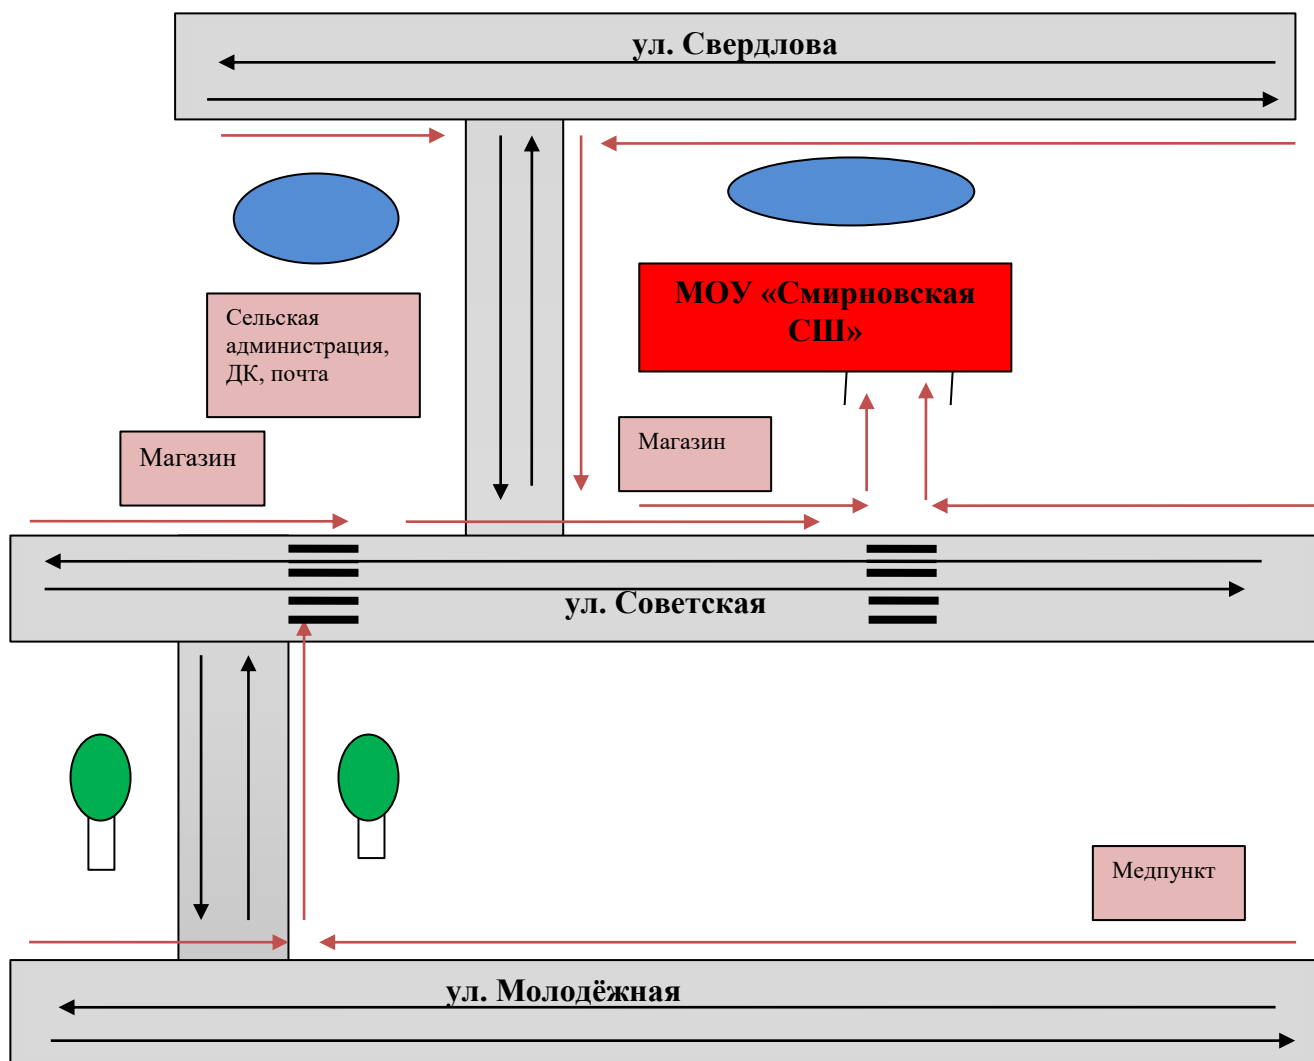 ул. Свердлова
МОУ «Смирновская
СШ»
Сельская
администрация,
ДК, почта
Магазин
Магазин
ул. Советская
Медпункт
ул. Молодёжная